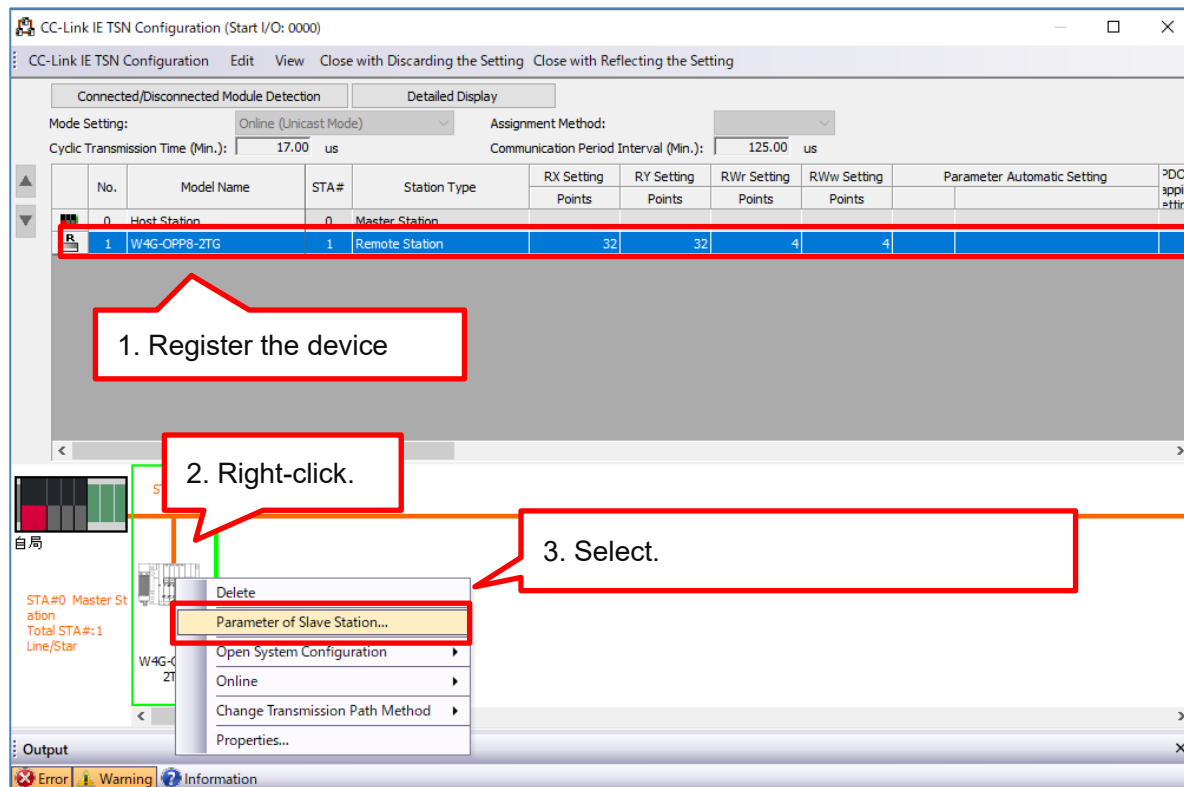 CC-Link IE TSN Configuration (Start I/O: 0000)
CC-Link IE TSN Configuration Edit View Close with Discarding the Setting Close with Reflecting the Setting
Connected/Disconnected Module Detection Detailed Display
Mode Setting: Online (Unicast Mode) Assignment Method:
Cyclic Transmission Time (Min.): 17.00 us Communication Period Interval (Min.): 125.00 us
No. Model Name STA# Station Type RX Setting RY Setting RWr Setting RWw Setting Parameter Automatic Setting
Points Points Points Points
0 Host Station 0 Master Station
R 1 W4G-OPP8-2TG 1 Remote Station 32 32 4 4
1. Register the device
2. Right-click.
3. Select.
自局
STA#0 Master St
ation
Total STA#:1
Line/Star
Delete
Parameter of Slave Station...
Open System Configuration
Online
Change Transmission Path Method
Properties...
Output
Error Warning Information